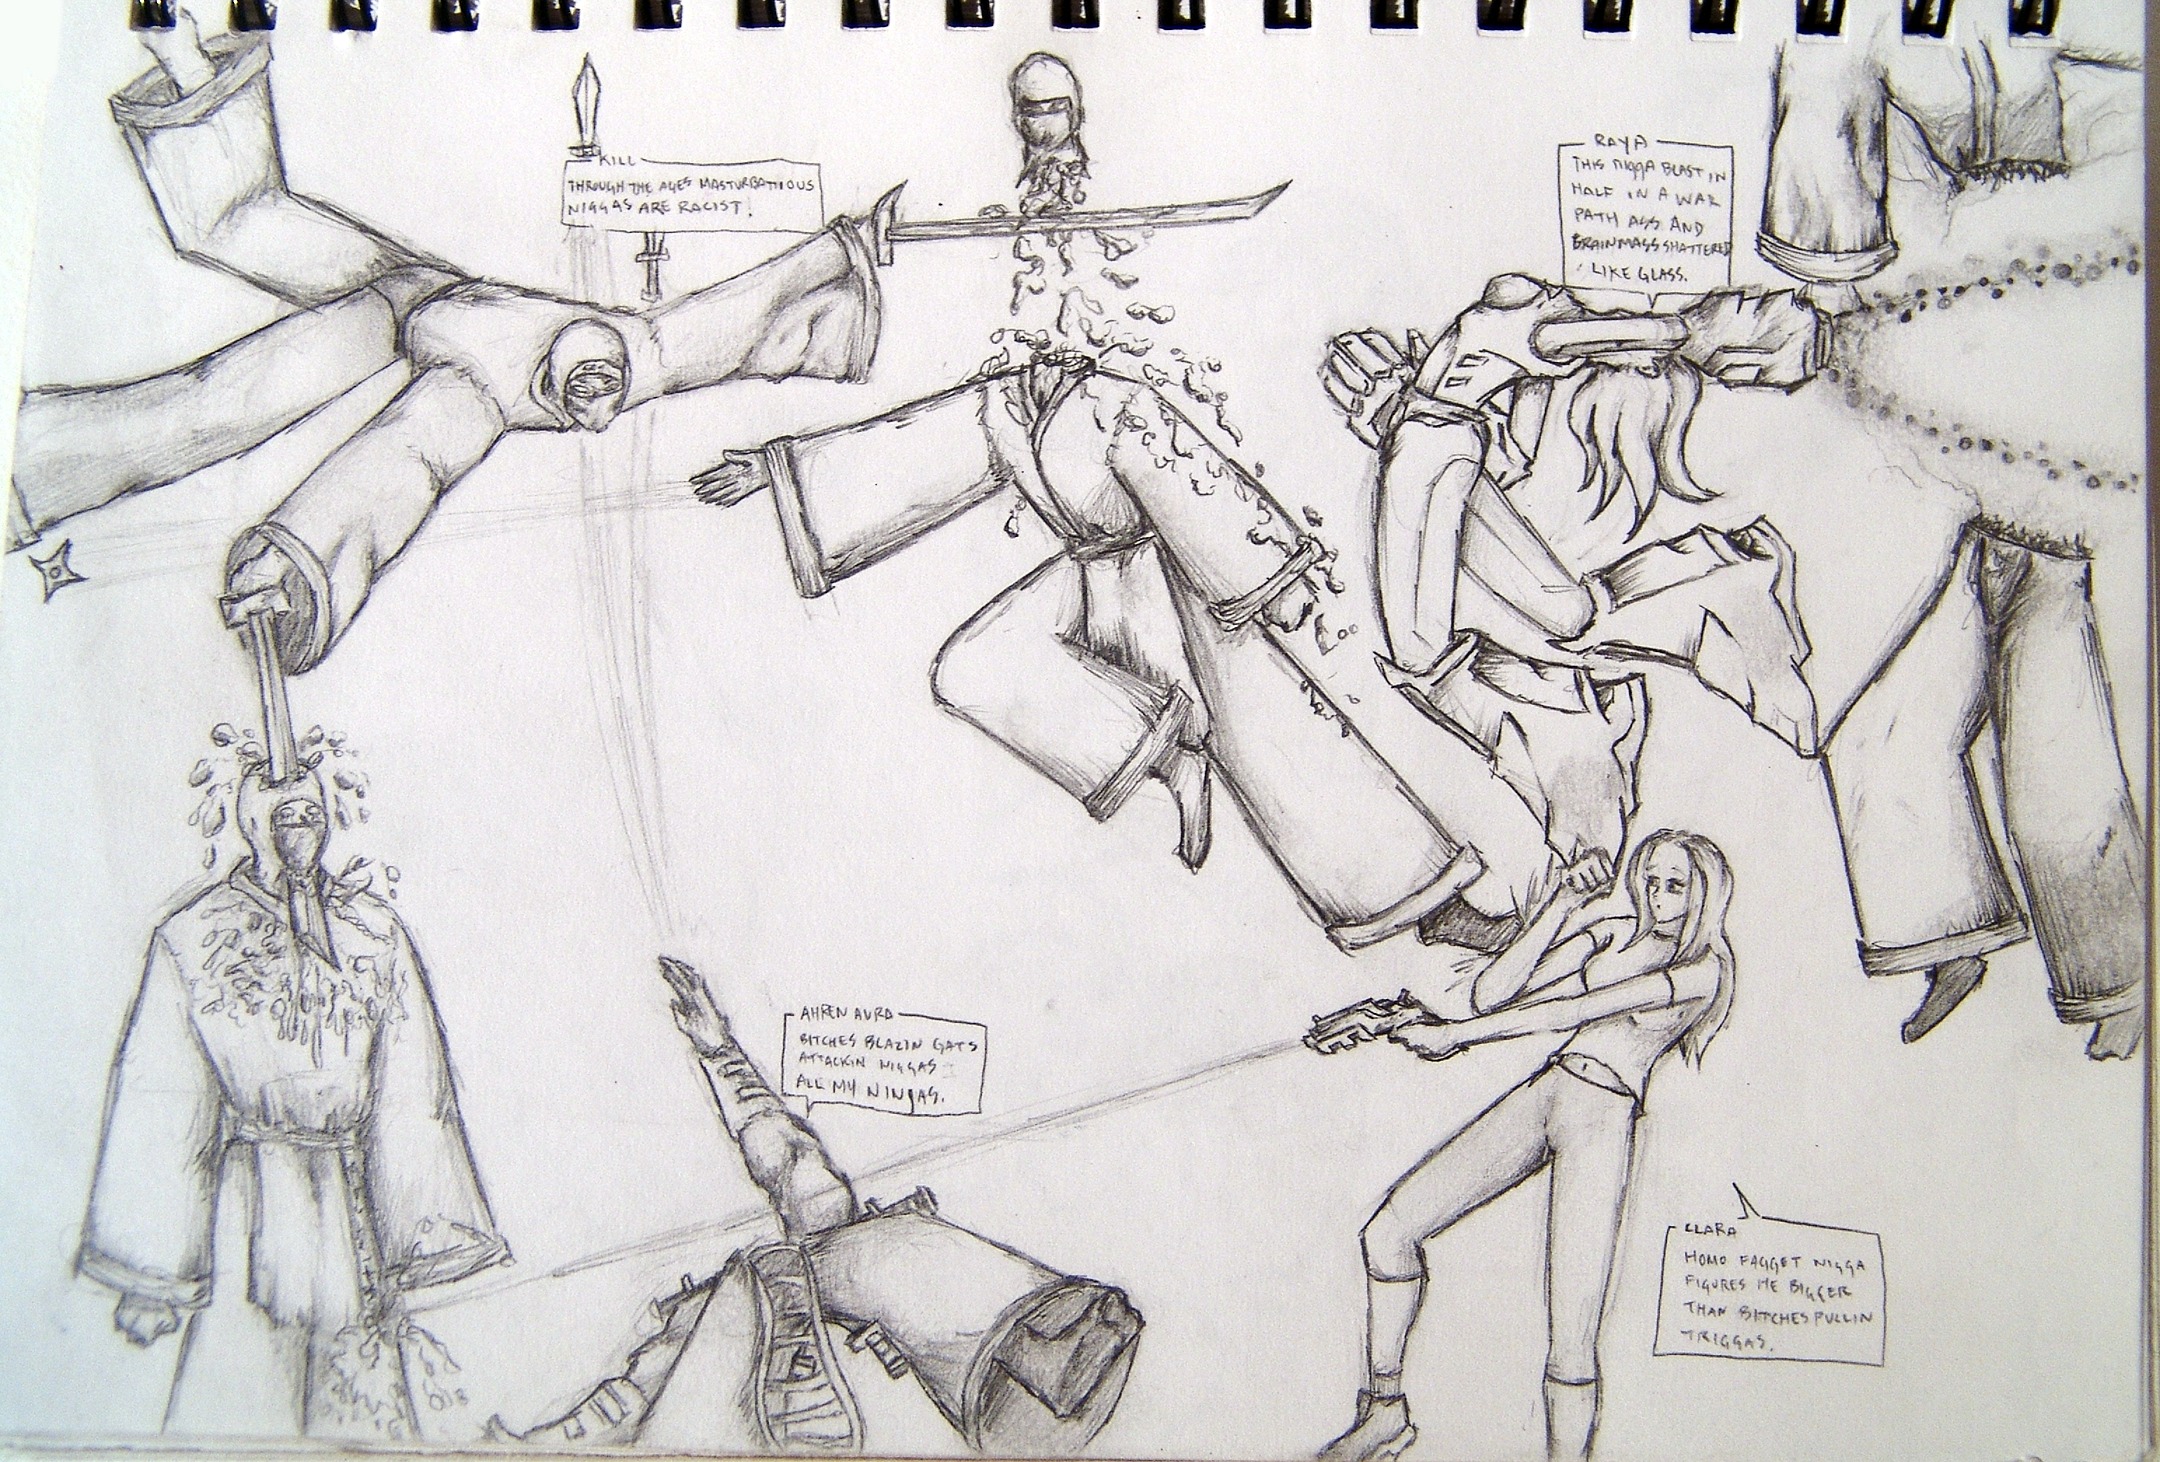 KILL
THROUGH THE AGES MASTURBATIOUS
NIGGAS ARE RACIST!
RAYA
THIS NIGGA BLAST IN
HALF IN A WAR
PATH ASS AND
BRAINMASS SHATTERED
LIKE GLASS.
AHREN AURA
BITCHES BLAZIN GATS
ATTACKIN NIGGAS
ALL MY NINJAS.
CLARA
HOMO FAGGET NIGGA
FIGURES HE BIGGER
THAN BITCHES PULLIN
TRIGGAS.